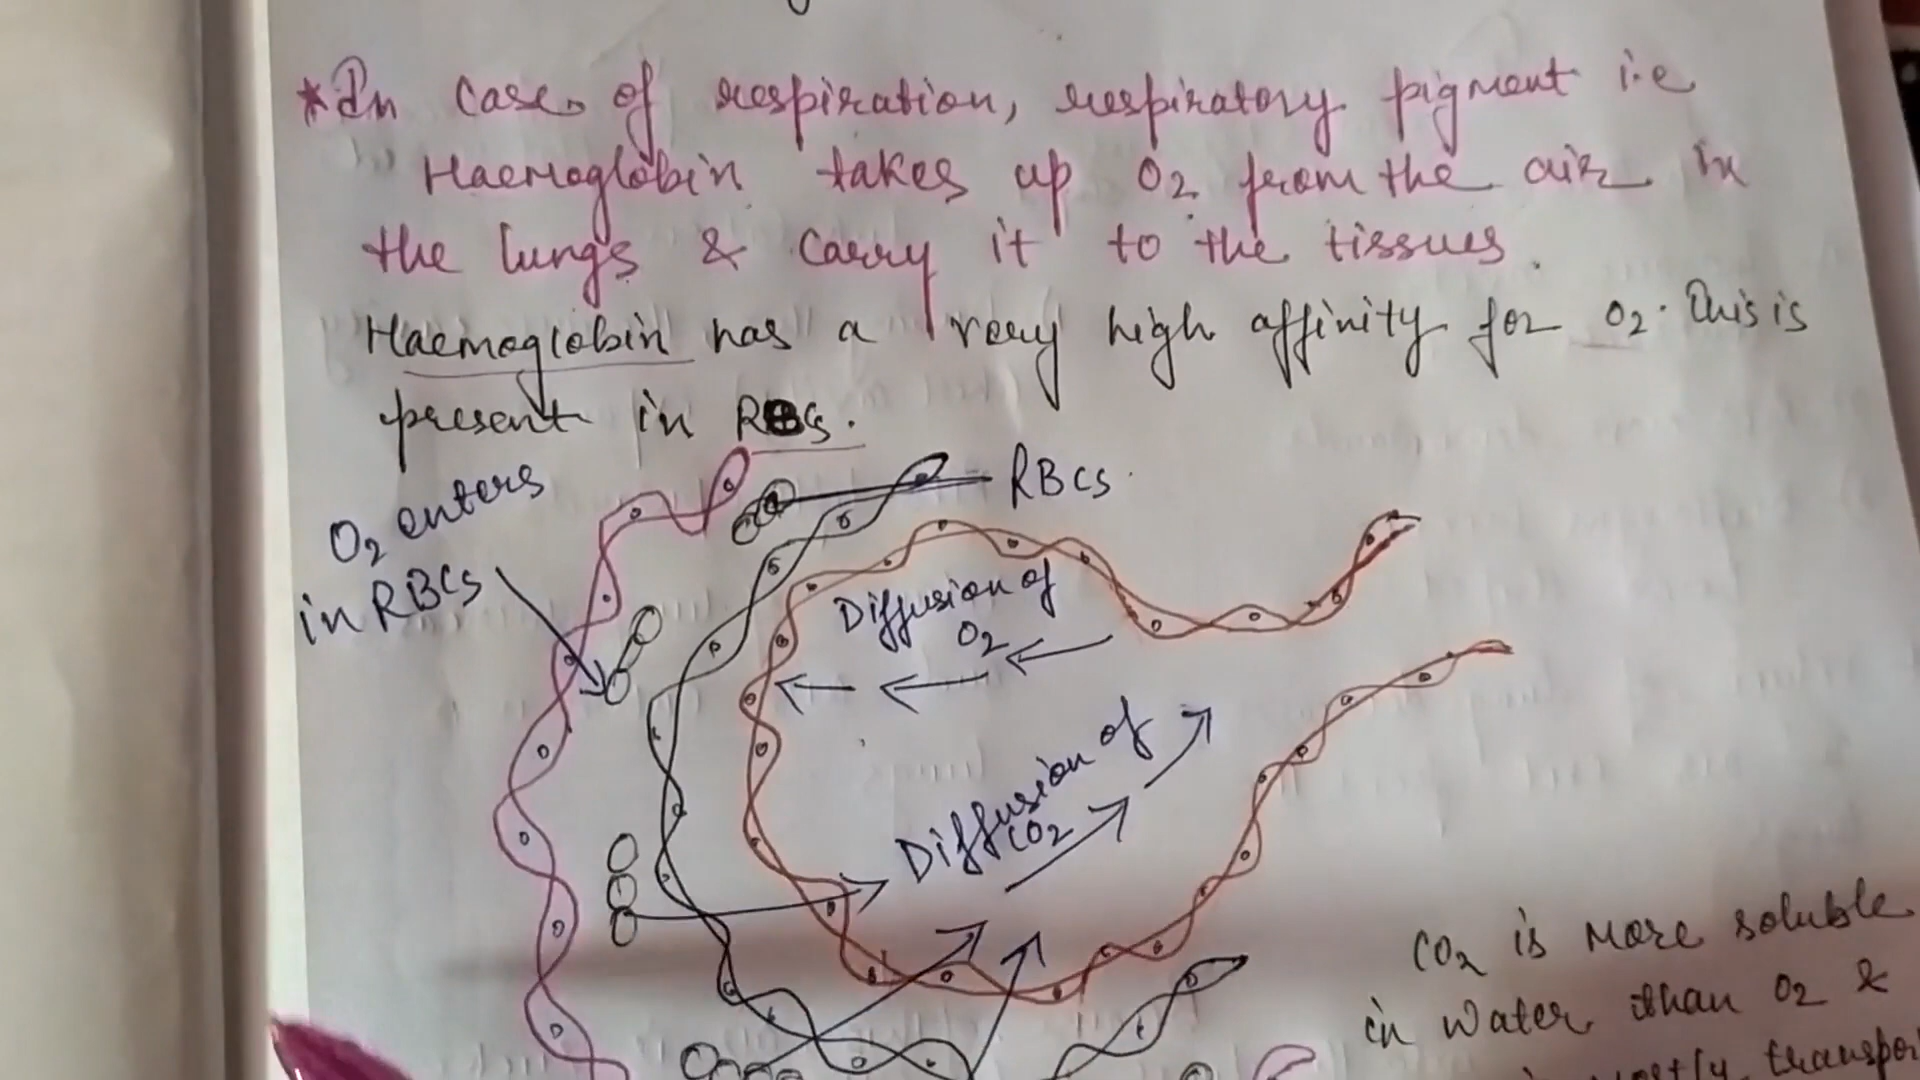 *In case of respiration, respiratory pigment i.e
Haemoglobin takes up O2 from the air in
the lungs & carry it to the tissues.
Haemoglobin has a very high affinity for O2. This is
present in RBCs.
O2 enters
in RBCs
RBCs
Diffusion of
O2
Diffusion of
CO2
CO2 is more soluble
in water than O2 &